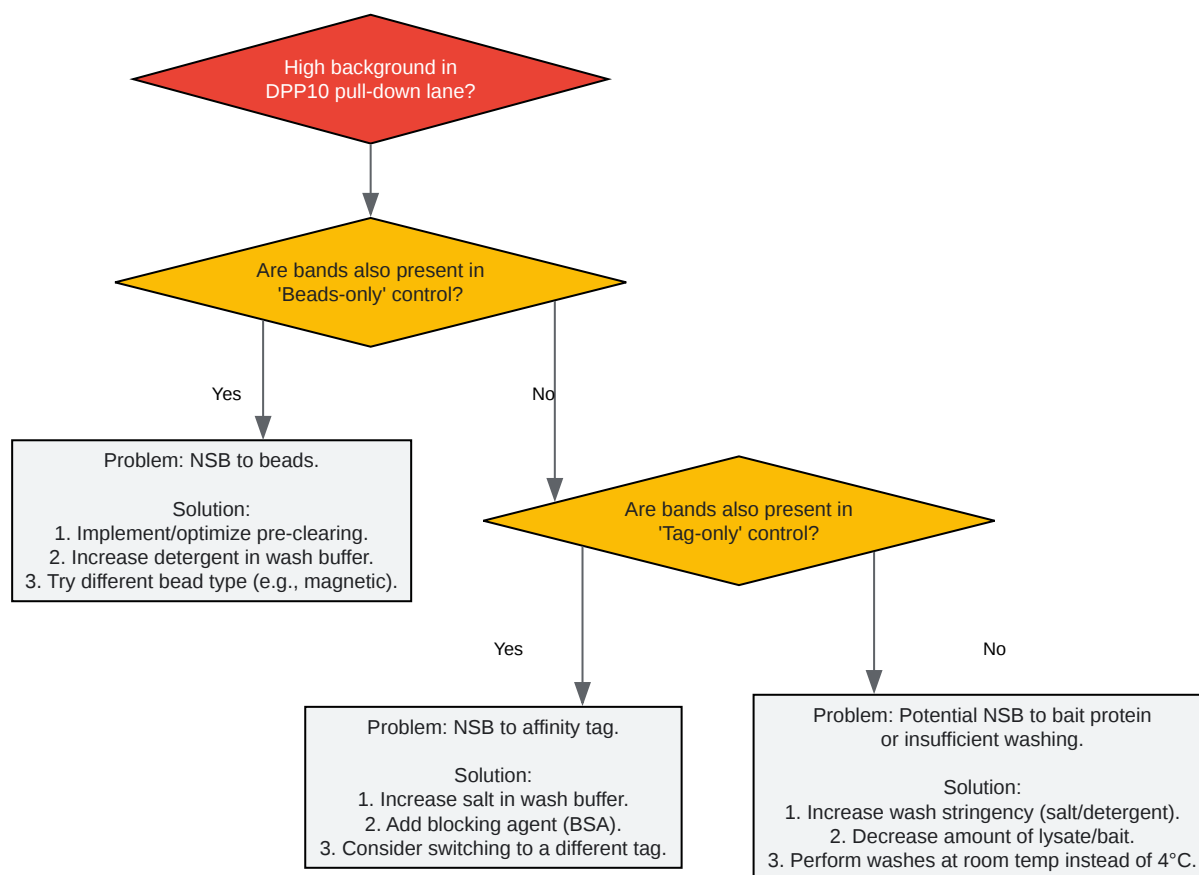 High background in
DPP10 pull-down lane?
Are bands also present in
'Beads-only' control?
Yes
No
Problem: NSB to beads.
Solution:
1. Implement/optimize pre-clearing.
2. Increase detergent in wash buffer.
3. Try different bead type (e.g., magnetic).
Are bands also present in
'Tag-only' control?
Yes
No
Problem: NSB to affinity tag.
Solution:
1. Increase salt in wash buffer.
2. Add blocking agent (BSA).
3. Consider switching to a different tag.
Problem: Potential NSB to bait protein
or insufficient washing.
Solution:
1. Increase wash stringency (salt/detergent).
2. Decrease amount of lysate/bait.
3. Perform washes at room temp instead of 4°C.